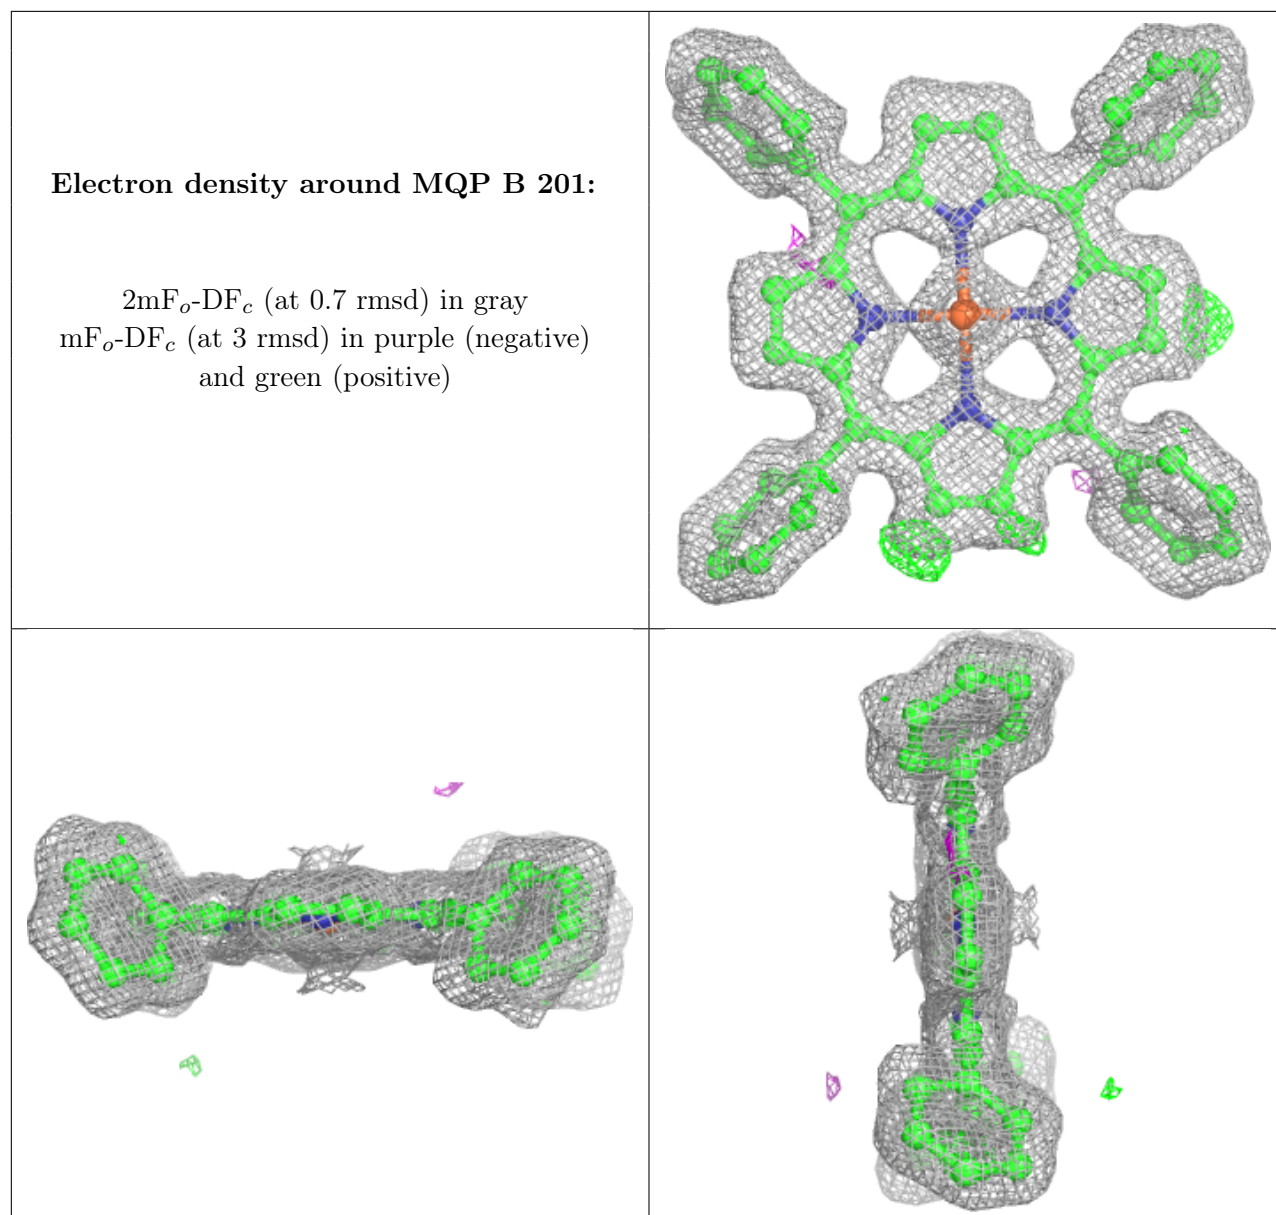 Electron density around MQP B 201:
2mFo-DFc (at 0.7 rmsd) in gray
mFo-DFc (at 3 rmsd) in purple (negative)
and green (positive)